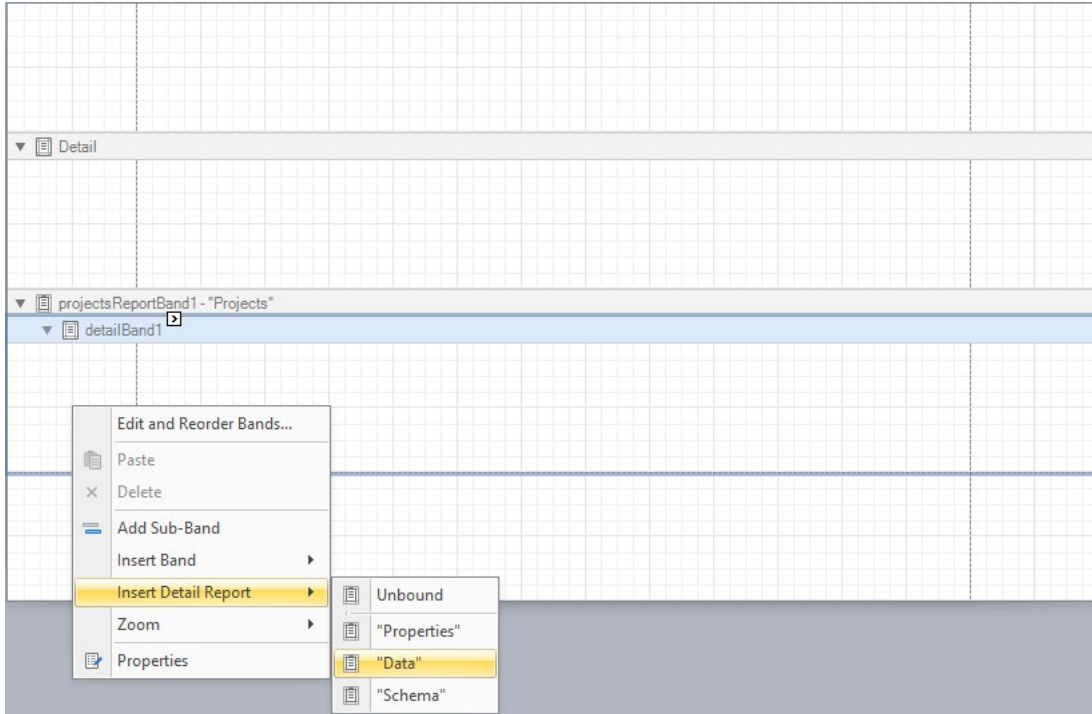 Detail
projectsReportBand1 - "Projects"
detailBand1
Edit and Reorder Bands...
Paste
Delete
Add Sub-Band
Insert Band
Insert Detail Report
Zoom
Properties
Unbound
"Properties"
"Data"
"Schema"